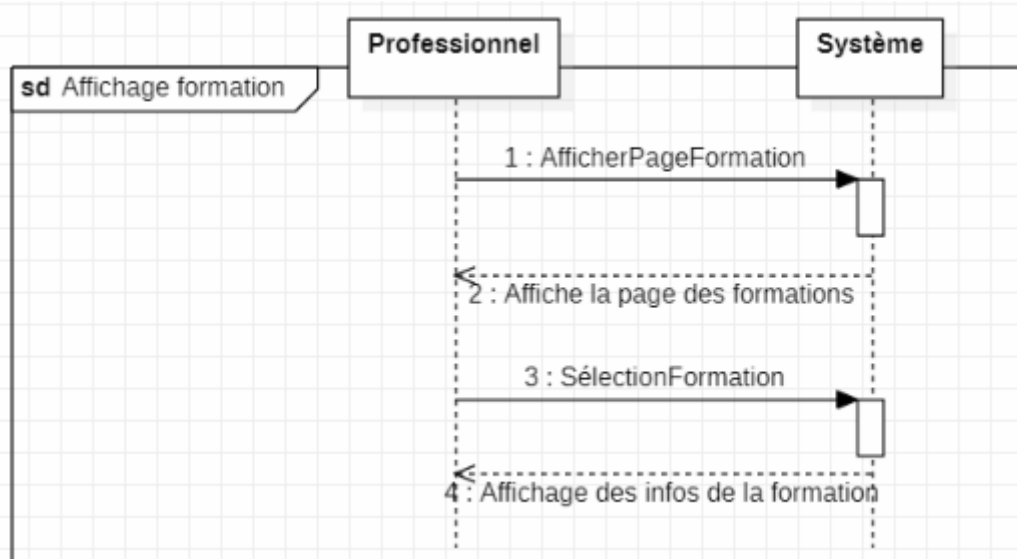 Professionnel
Système
sd Affichage formation
1 : AfficherPageFormation
2 : Affiche la page des formations
3 : SélectionFormation
4 : Affichage des infos de la formation